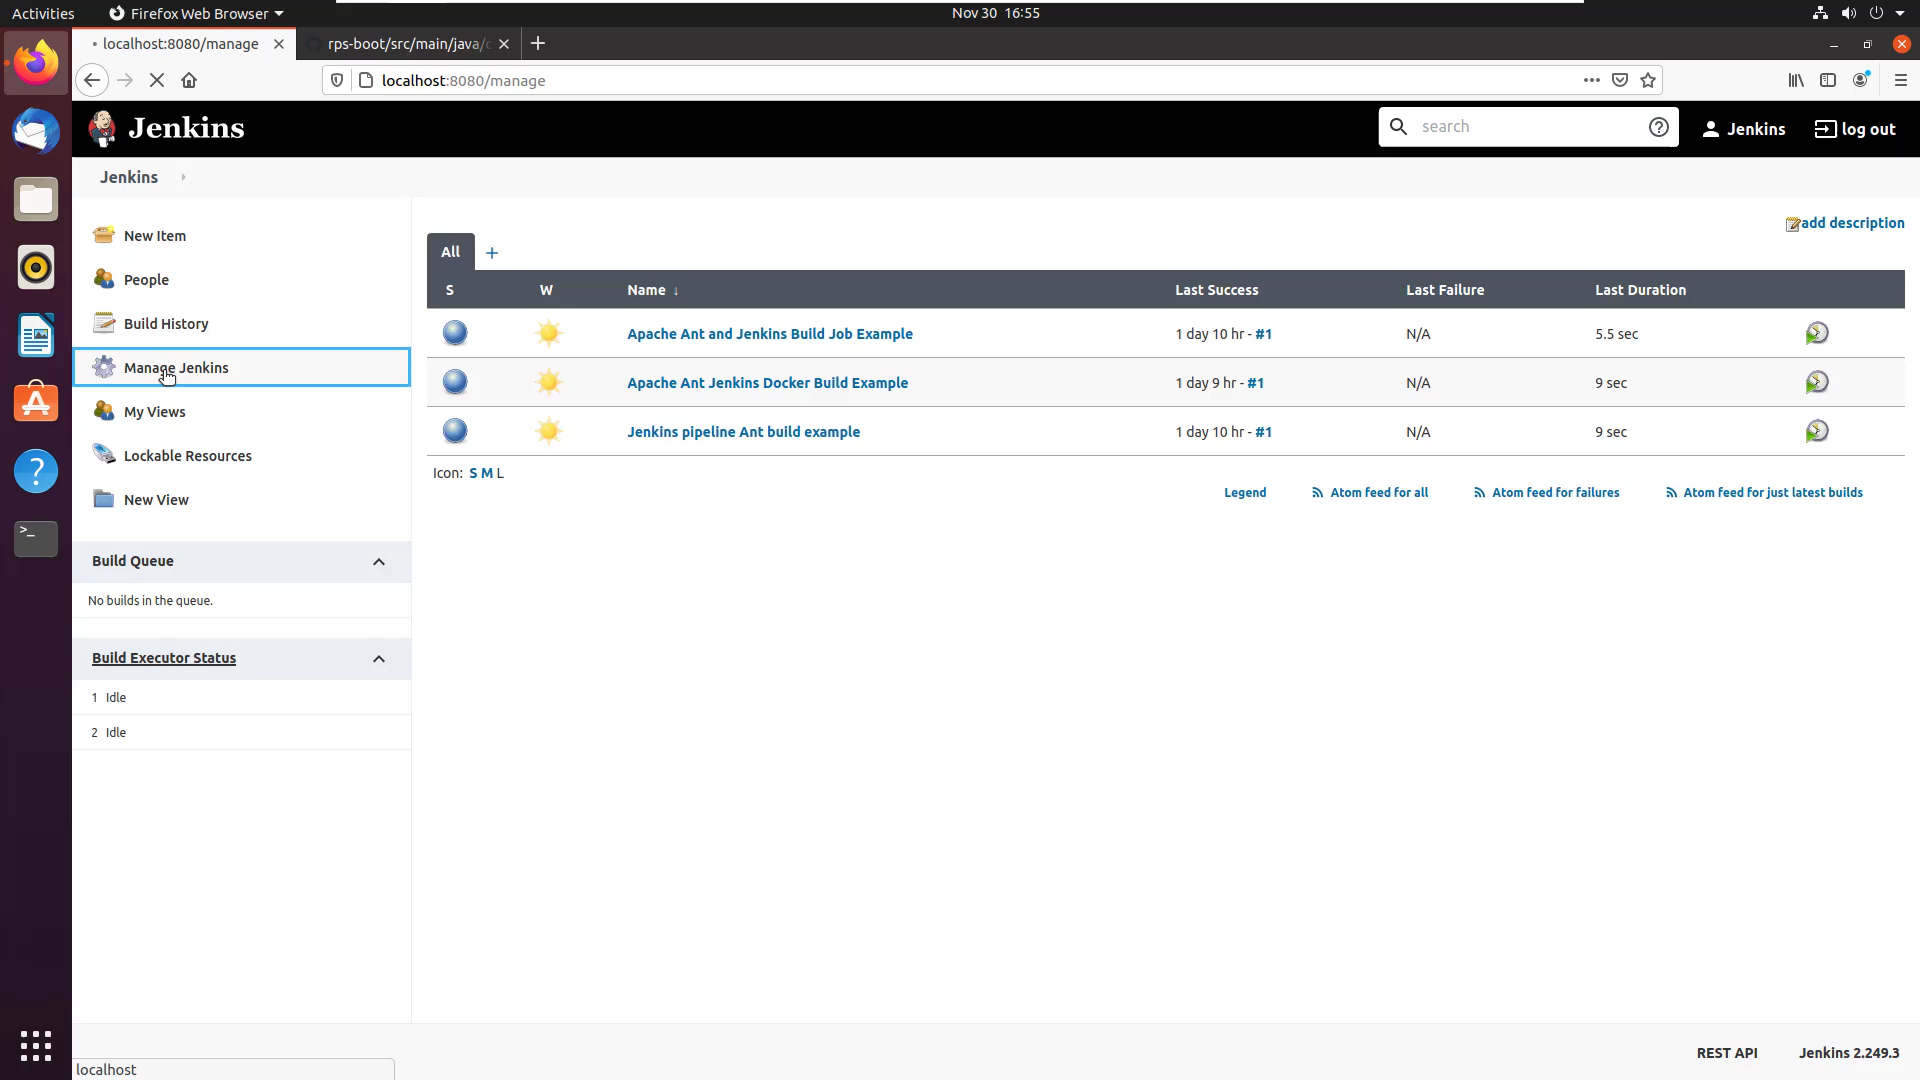 Activities
Firefox Web Browser
Nov 30 16:55
localhost:8080/manage
rps-boot/src/main/java/
localhost:8080/manage
Jenkins
search
Jenkins
log out
Jenkins
add description
New Item
People
Build History
Manage Jenkins
My Views
Lockable Resources
New View
All +
S W Name ↓ Last Success Last Failure Last Duration
Apache Ant and Jenkins Build Job Example 1 day 10 hr - #1 N/A 5.5 sec
Apache Ant Jenkins Docker Build Example 1 day 9 hr - #1 N/A 9 sec
Jenkins pipeline Ant build example 1 day 10 hr - #1 N/A 9 sec
Icon: S M L
Legend Atom feed for all Atom feed for failures Atom feed for just latest builds
Build Queue
No builds in the queue.
Build Executor Status
1 Idle
2 Idle
REST API Jenkins 2.249.3
localhost